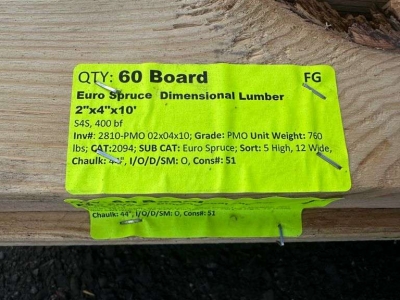 QTY: 60 Board FG
Euro Spruce Dimensional Lumber
2"x4"x10'
S4S, 400 bf
Inv#: 2810-PMO 02x04x10; Grade: PMO Unit Weight: 760
lbs; CAT:2094; SUB CAT: Euro Spruce; Sort: 5 High, 12 Wide,
Chaulk: 44", I/O/D/SM: O, Cons#: 51
Chaulk: 44", I/O/D/SM: O, Cons#: 51